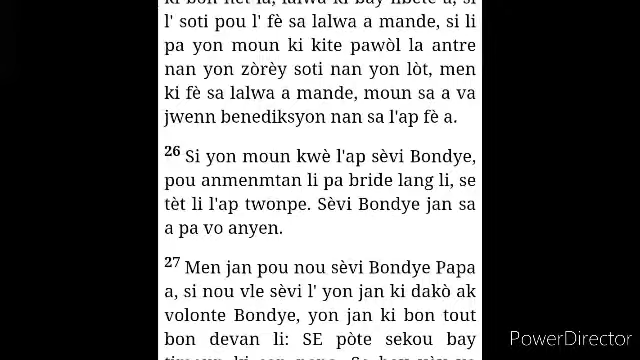 ki bon nèt la, lalwa ki bay libète a, si
l' soti pou l' fè sa lalwa a mande, si li
pa yon moun ki kite pawòl la antre
nan yon zòrèy soti nan yon lòt, men
ki fè sa lalwa a mande, moun sa a va
jwenn benediksyon nan sa l'ap fè a.
26 Si yon moun kwè l'ap sèvi Bondye,
pou anmenmtan li pa bride lang li, se
tèt li l'ap twonpe. Sèvi Bondye jan sa
a pa vo anyen.
27 Men jan pou nou sèvi Bondye Papa
a, si nou vle sèvi l' yon jan ki dakò ak
volonte Bondye, yon jan ki bon tout
bon devan li: SE pòte sekou bay
PowerDirector